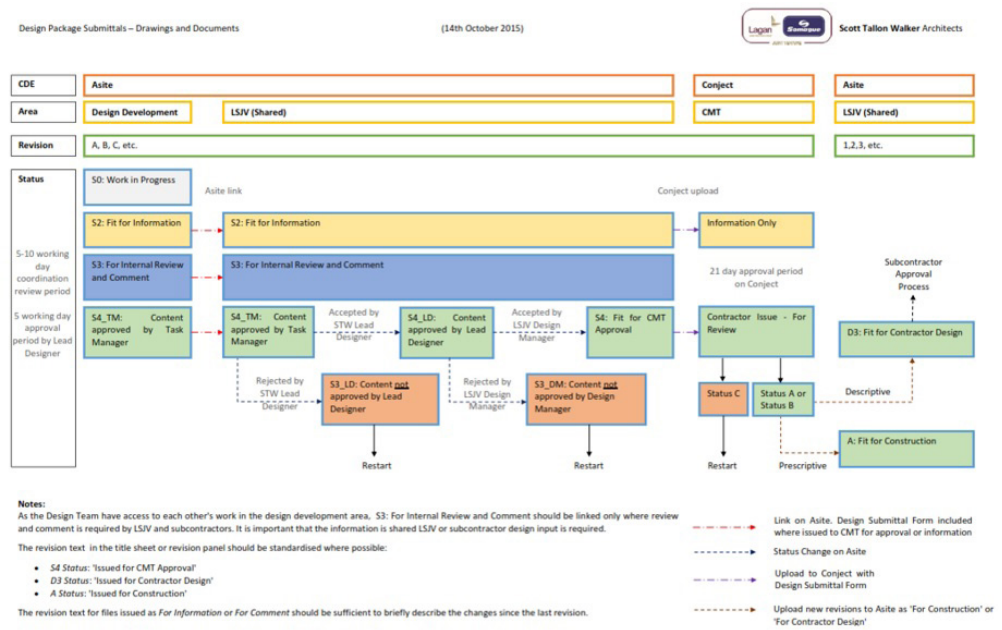 Design Package Submittals – Drawings and Documents
(14th October 2015)
Lagan
Somague
JOINT VENTURE
Scott Tallon Walker Architects
CDE
Asite
Conject
Asite
Area
Design Development
LSJV (Shared)
CMT
LSJV (Shared)
Revision
A, B, C, etc.
1,2,3, etc.
Status
S0: Work in Progress
Asite link
Conject upload
S2: Fit for Information
S2: Fit for Information
Information Only
5-10 working
day
coordination
review period
S3: For Internal Review
and Comment
S3: For Internal Review and Comment
21 day approval period
on Conject
Subcontractor
Approval
Process
5 working day
approval
period by Lead
Designer
S4_TM: Content
approved by Task
Manager
S4_TM: Content
approved by Task
Manager
Accepted by
STW Lead
Designer
S4_LD: Content
approved by Lead
Designer
Accepted by
LSJV Design
Manager
S4: Fit for CMT
Approval
Contractor Issue - For
Review
D3: Fit for Contractor Design
Rejected by
STW Lead
Designer
S3_LD: Content not
approved by Lead
Designer
Rejected by
LSJV Design
Manager
S3_DM: Content not
approved by Design
Manager
Status C
Status A or
Status B
Descriptive
A: Fit for Construction
Restart
Restart
Restart
Prescriptive
Notes:
As the Design Team have access to each other's work in the design development area, S3: For Internal Review and Comment should be linked only where review
and comment is required by LSJV and subcontractors. It is important that the information is shared LSJV or subcontractor design input is required.
The revision text in the title sheet or revision panel should be standardised where possible:
• S4 Status: 'Issued for CMT Approval'
• D3 Status: 'Issued for Contractor Design'
• A Status: 'Issued for Construction'
The revision text for files issued as For Information or For Comment should be sufficient to briefly describe the changes since the last revision.
Link on Asite. Design Submittal Form included
where issued to CMT for approval or information
Status Change on Asite
Upload to Conject with
Design Submittal Form
Upload new revisions to Asite as 'For Construction' or
'For Contractor Design'